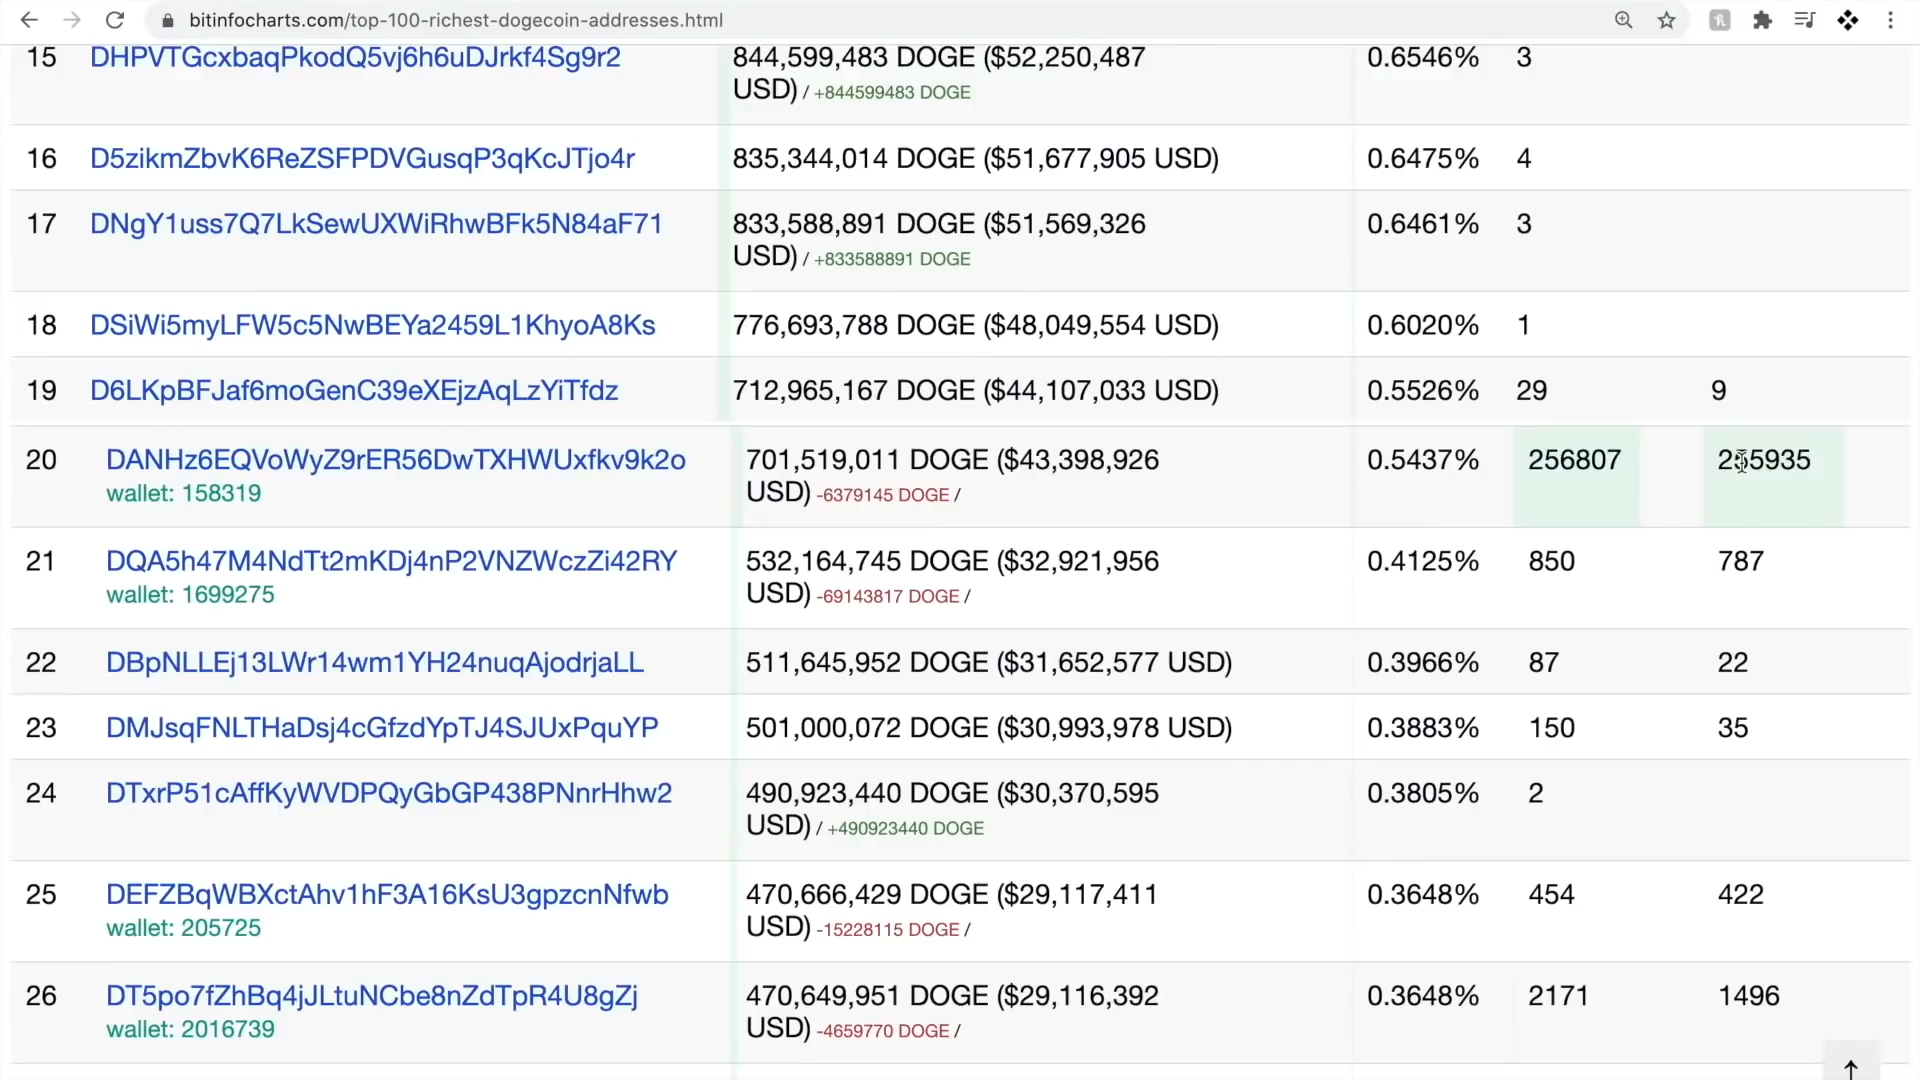 bitinfocharts.com/top-100-richest-dogecoin-addresses.html
15 DHPVTGcxbaqPkodQ5vj6h6uDJrkf4Sg9r2 844,599,483 DOGE ($52,250,487 0.6546% 3
USD) / +844599483 DOGE
16 D5zikmZbvK6ReZSFPDVGusqP3qKcJTjo4r 835,344,014 DOGE ($51,677,905 USD) 0.6475% 4
17 DNgY1uss7Q7LkSewUXWiRhwBFk5N84aF71 833,588,891 DOGE ($51,569,326 0.6461% 3
USD) / +833588891 DOGE
18 DSiWi5myLFW5c5NwBEYa2459L1KhyoA8Ks 776,693,788 DOGE ($48,049,554 USD) 0.6020% 1
19 D6LKpBFJaf6moGenC39eXEjzAqLzYiTfdz 712,965,167 DOGE ($44,107,033 USD) 0.5526% 29 9
20 DANHz6EQVoWyZ9rER56DwTXHWUxfkv9k2o 701,519,011 DOGE ($43,398,926 0.5437% 256807
wallet: 158319 USD) -6379145 DOGE /
21 DQA5h47M4NdTt2mKDj4nP2VNZWczZi42RY 532,164,745 DOGE ($32,921,956 0.4125% 850 787
wallet: 1699275 USD) -69143817 DOGE /
22 DBpNLLEj13LWr14wm1YH24nuqAjodrjaLL 511,645,952 DOGE ($31,652,577 USD) 0.3966% 87 22
23 DMJsqFNLTHaDsj4cGfzdYpTJ4SJUxPquYP 501,000,072 DOGE ($30,993,978 USD) 0.3883% 150 35
24 DTxrP51cAffKyWVDPQyGbGP438PNnrHhw2 490,923,440 DOGE ($30,370,595 0.3805% 2
USD) / +490923440 DOGE
25 DEFZBqWBXctAhv1hF3A16KsU3gpzcnNfwb 470,666,429 DOGE ($29,117,411 0.3648% 454 422
wallet: 205725 USD) -15228115 DOGE /
26 DT5po7fZhBq4jJLtuNCbe8nZdTpR4U8gZj 470,649,951 DOGE ($29,116,392 0.3648% 2171 1496
wallet: 2016739 USD) -4659770 DOGE /